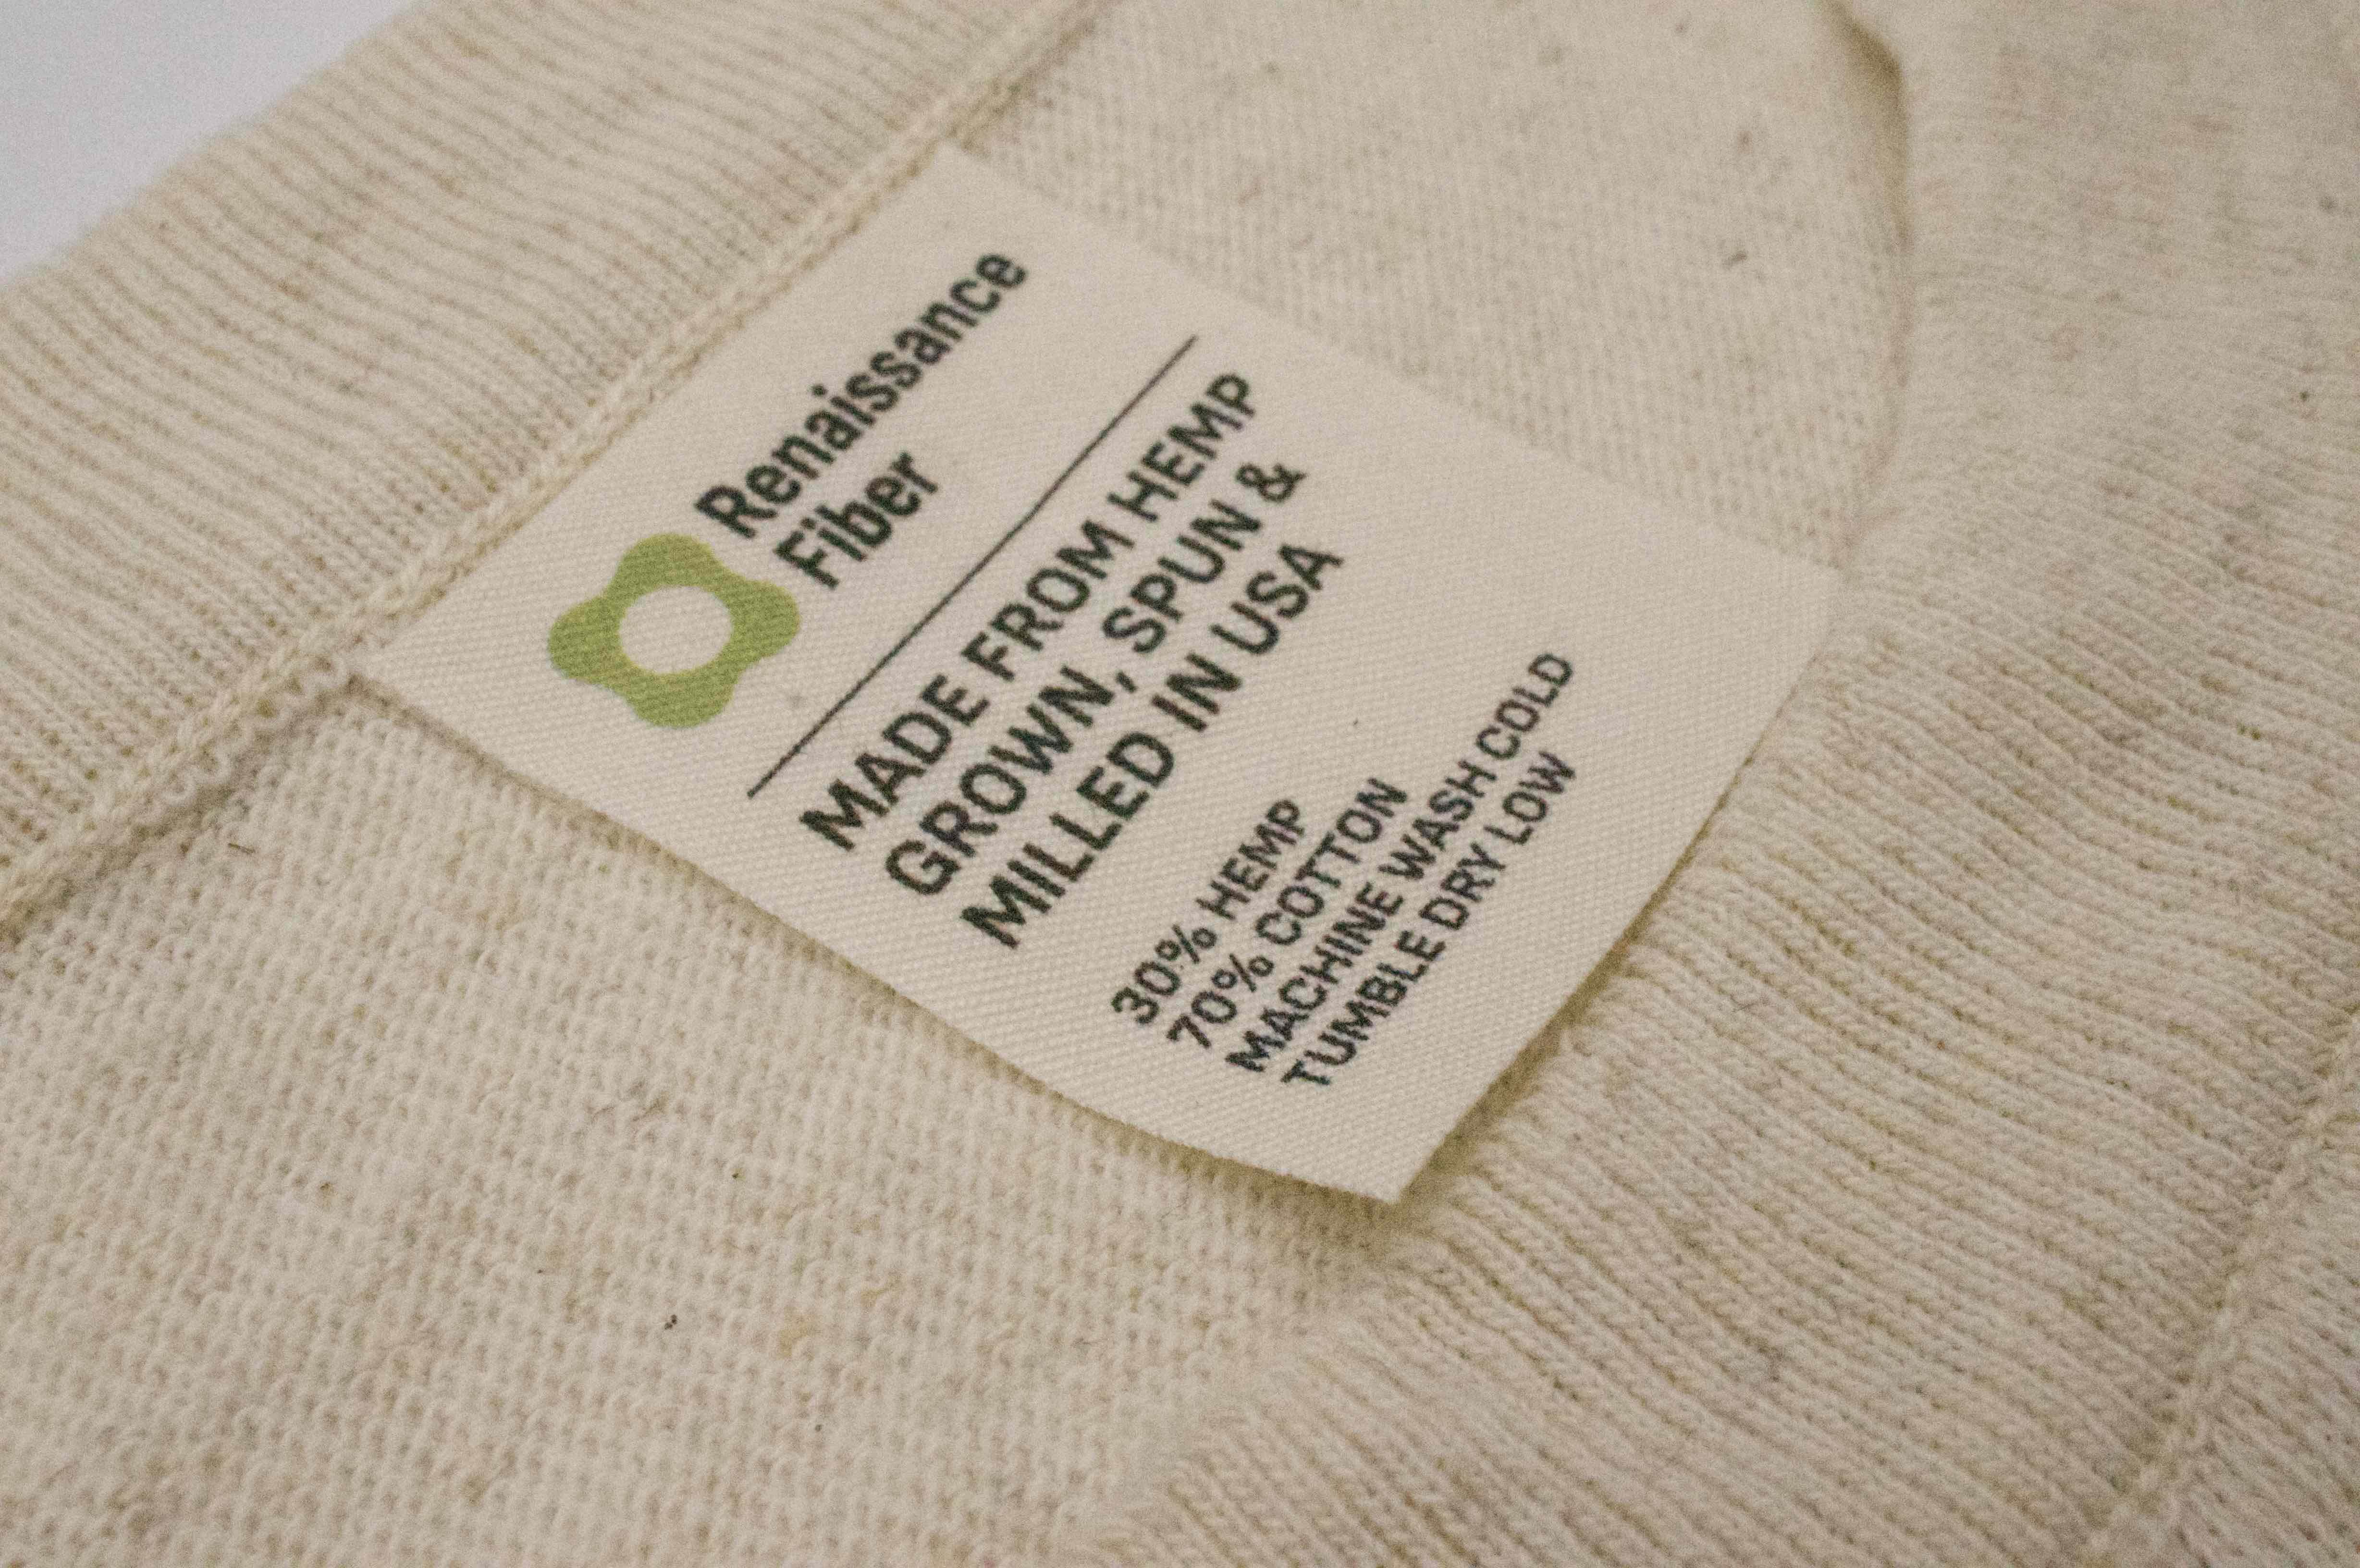 Renaissance
Fiber
MADE FROM HEMP
GROWN, SPUN &
MILLED IN USA
30% HEMP
70% COTTON
MACHINE WASH COLD
TUMBLE DRY LOW